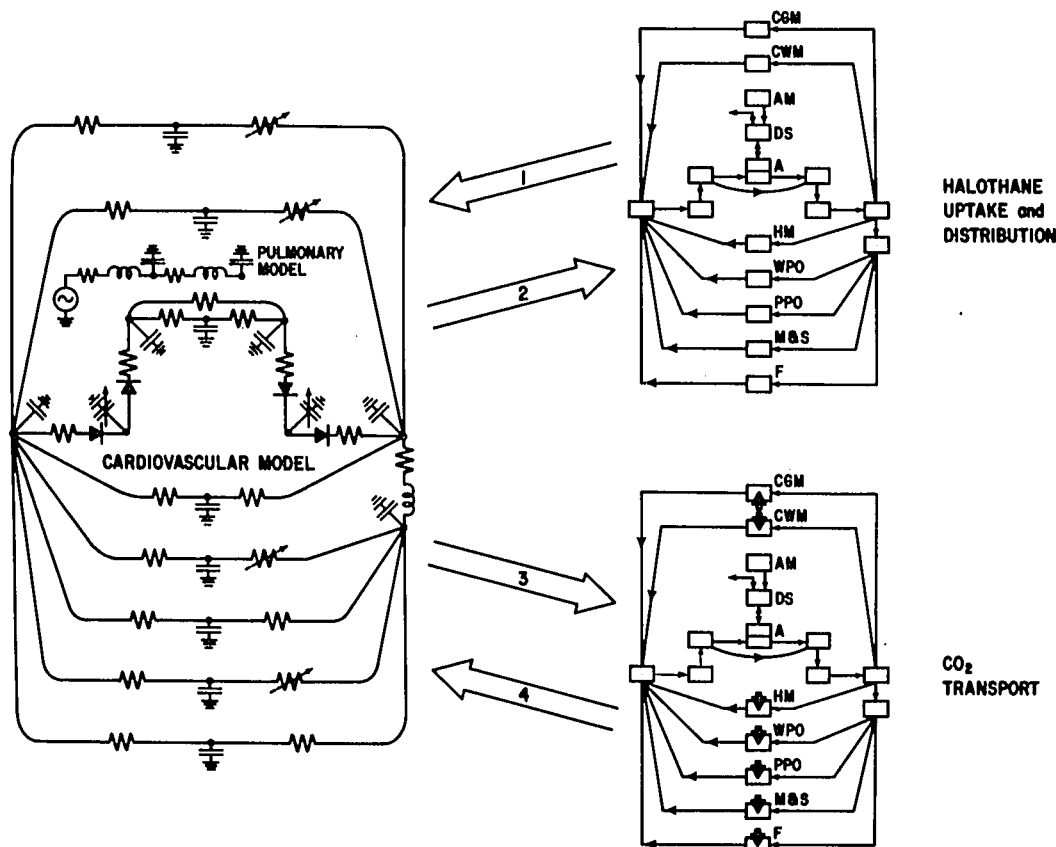 CGM
CWM
AM
DS
A
HM
WPO
PPO
M&S
F
HALOTHANE
UPTAKE and
DISTRIBUTION
1
2
PULMONARY
MODEL
CARDIOVASCULAR MODEL
3
4
CGM
CWM
AM
DS
A
HM
WPO
PPO
M&S
F
CO₂
TRANSPORT